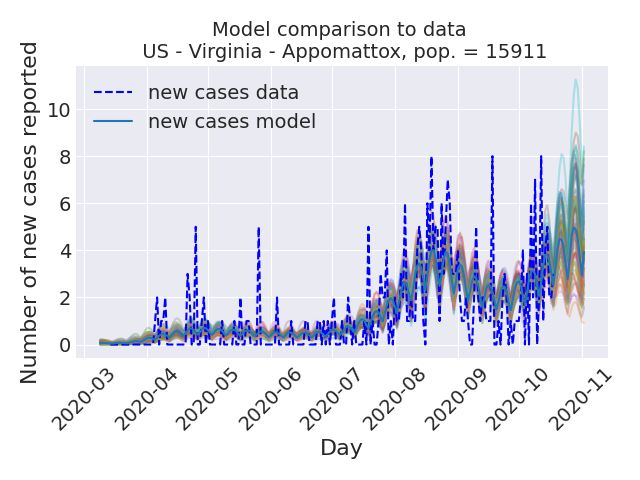 Model comparison to data
US - Virginia - Appomattox, pop. = 15911
Number of new cases reported
10
8
6
4
2
0
new cases data
new cases model
2020-03
2020-04
2020-05
2020-06
2020-07
2020-08
2020-09
2020-10
2020-11
Day